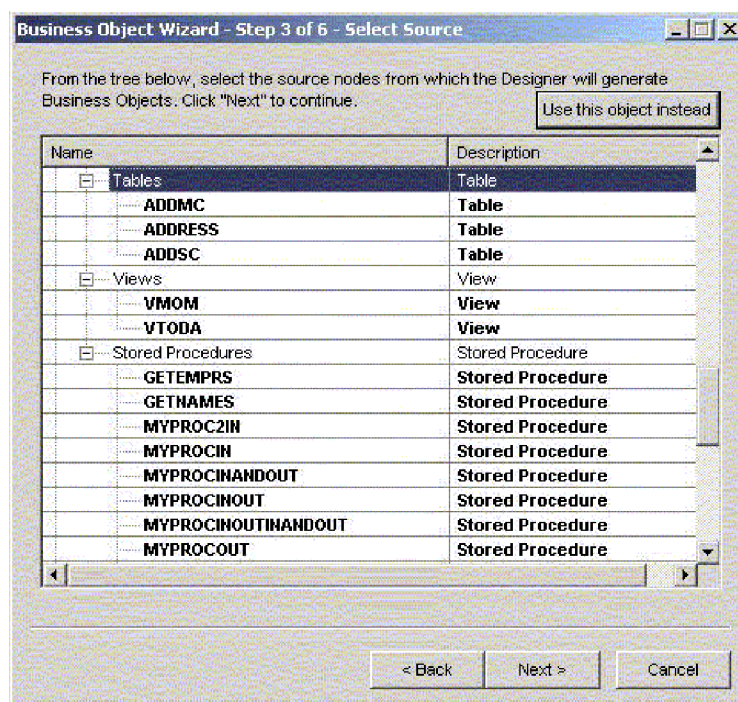 Business Object Wizard - Step 3 of 6 - Select Source
From the tree below, select the source nodes from which the Designer will generate
Business Objects. Click "Next" to continue.
Use this object instead
Name Description
Tables Table
ADDMC Table
ADDRESS Table
ADDSC Table
Views View
VMOM View
VTODA View
Stored Procedures Stored Procedure
GETEMPRS Stored Procedure
GETNAMES Stored Procedure
MYPROC2IN Stored Procedure
MYPROCIN Stored Procedure
MYPROCINANDOUT Stored Procedure
MYPROCINOUT Stored Procedure
MYPROCINOUTINANDOUT Stored Procedure
MYPROCOUT Stored Procedure
< Back Next > Cancel